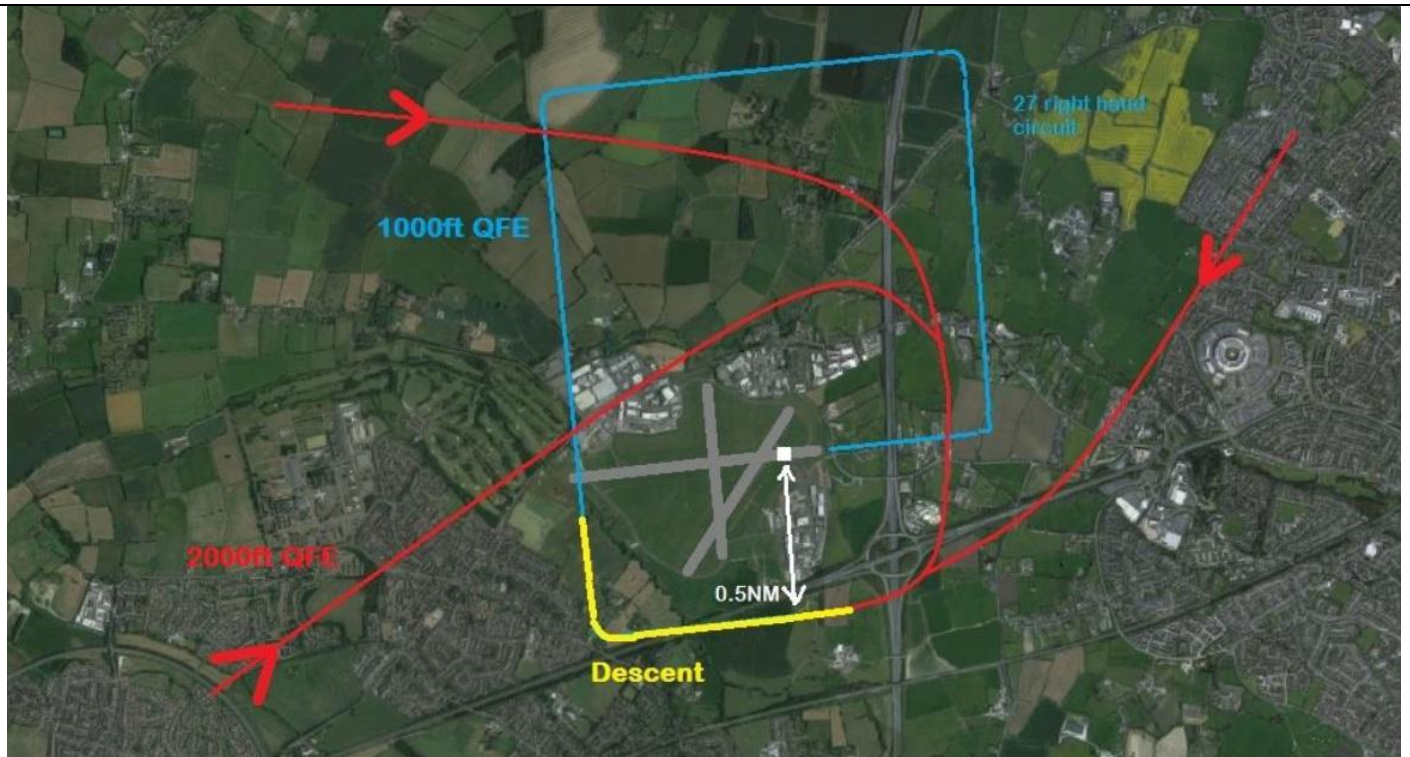 27 right hand
circuit
1000ft QFE
2000ft QFE
0.5NM
Descent